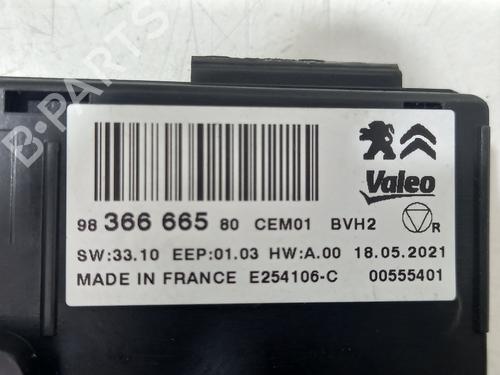 B-PARTS
Valeo
98 366 665 80 CEM01 BVH2 R
SW:33.10 EEP:01.03 HW:A.00 18.05.2021
MADE IN FRANCE E254106-C 00555401